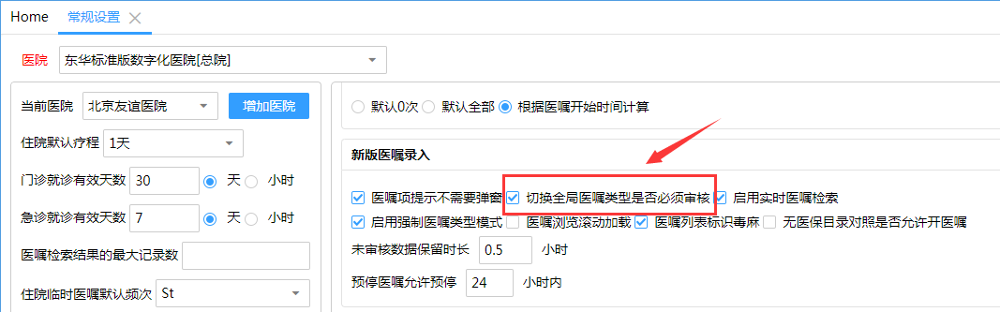 Home 常规设置
医院 东华标准版数字化医院[总院]
当前医院 北京友谊医院 增加医院
住院默认疗程 1天
门诊就诊有效天数 30 天 小时
急诊就诊有效天数 7 天 小时
医嘱检索结果的最大记录数
住院临时医嘱默认频次 St
默认0次 默认全部 根据医嘱开始时间计算
新版医嘱录入
医嘱项提示不需要弹窗 切换全局医嘱类型是否必须审核 启用实时医嘱检索
启用强制医嘱类型模式 医嘱浏览滚动加载 医嘱列表标识毒麻 无医保目录对照是否允许开医嘱
未审核数据保留时长 0.5 小时
预停医嘱允许预停 24 小时内